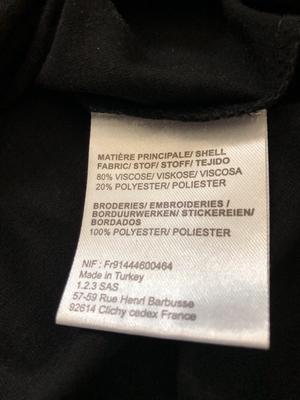 MATIÈRE PRINCIPALE/ SHELL
FABRIC/ STOF/ STOFF/ TEJIDO
80% VISCOSE/ VISKOSE/ VISCOSA
20% POLYESTER/ POLIESTER
BRODERIES/ EMBROIDERIES /
BORDUURWERKEN/ STICKEREIEN/
BORDADOS
100% POLYESTER/ POLIESTER
NIF : Fr91444600464
Made in Turkey
1.2.3 SAS
57-59 Rue Henri Barbusse
92614 Clichy cedex France